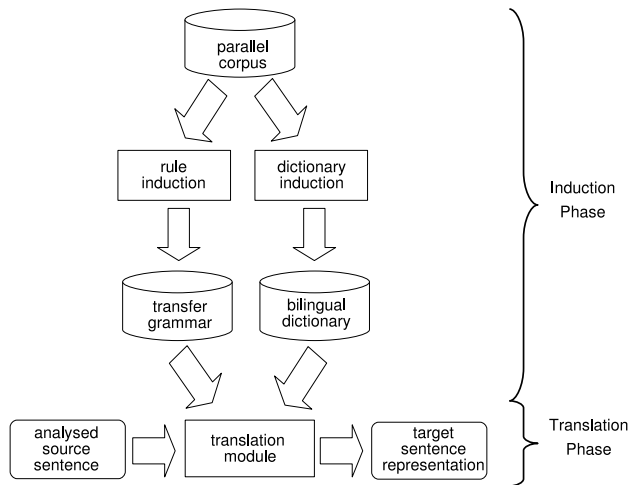 parallel
corpus
rule
induction
dictionary
induction
Induction
Phase
transfer
grammar
bilingual
dictionary
analysed
source
sentence
translation
module
target
sentence
representation
Translation
Phase